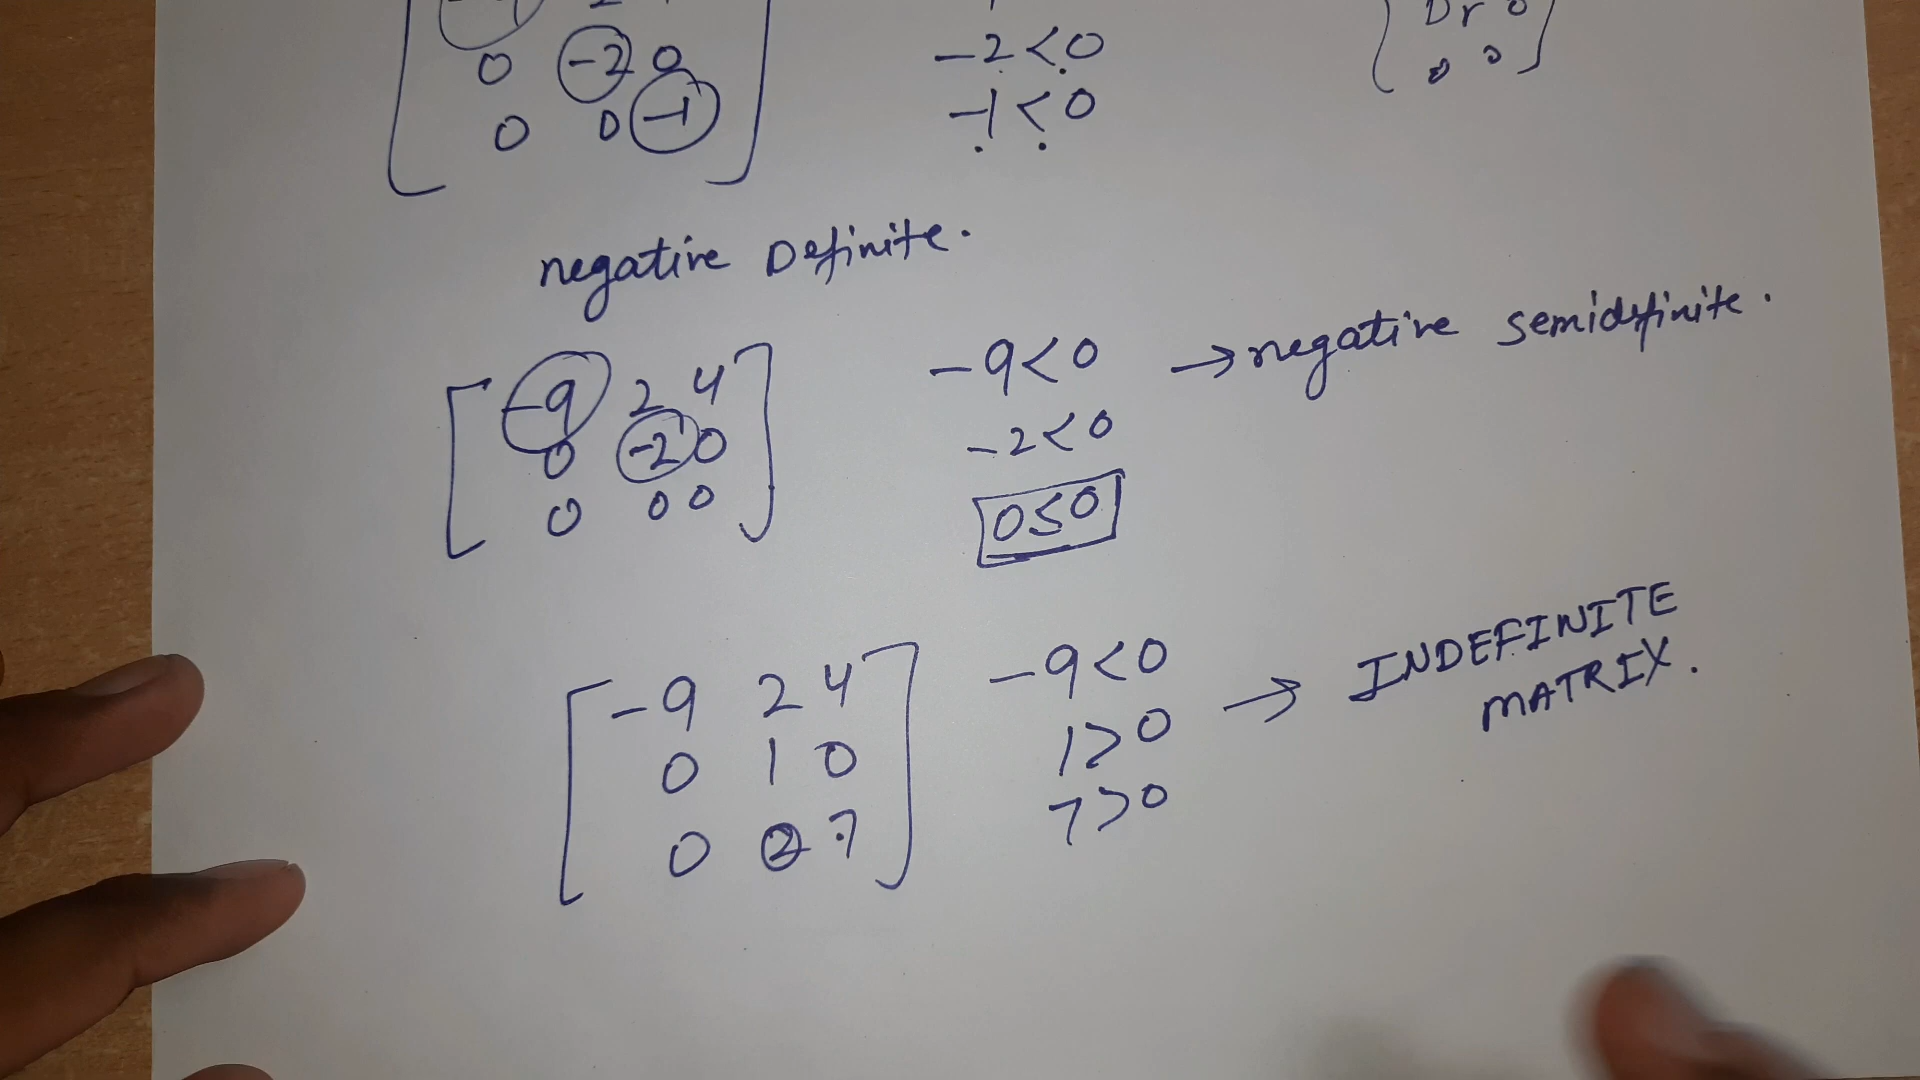 0 -2 0 -2<0
0 0 -1 -1<0
negative Definite.
-9 2 4 -9<0 → negative semidefinite.
0 -2 0 -2<0
0 0 0 0≤0
-9 2 4 -9<0 → INDEFINITE
0 1 0 1>0 MATRIX.
0 7 7>0